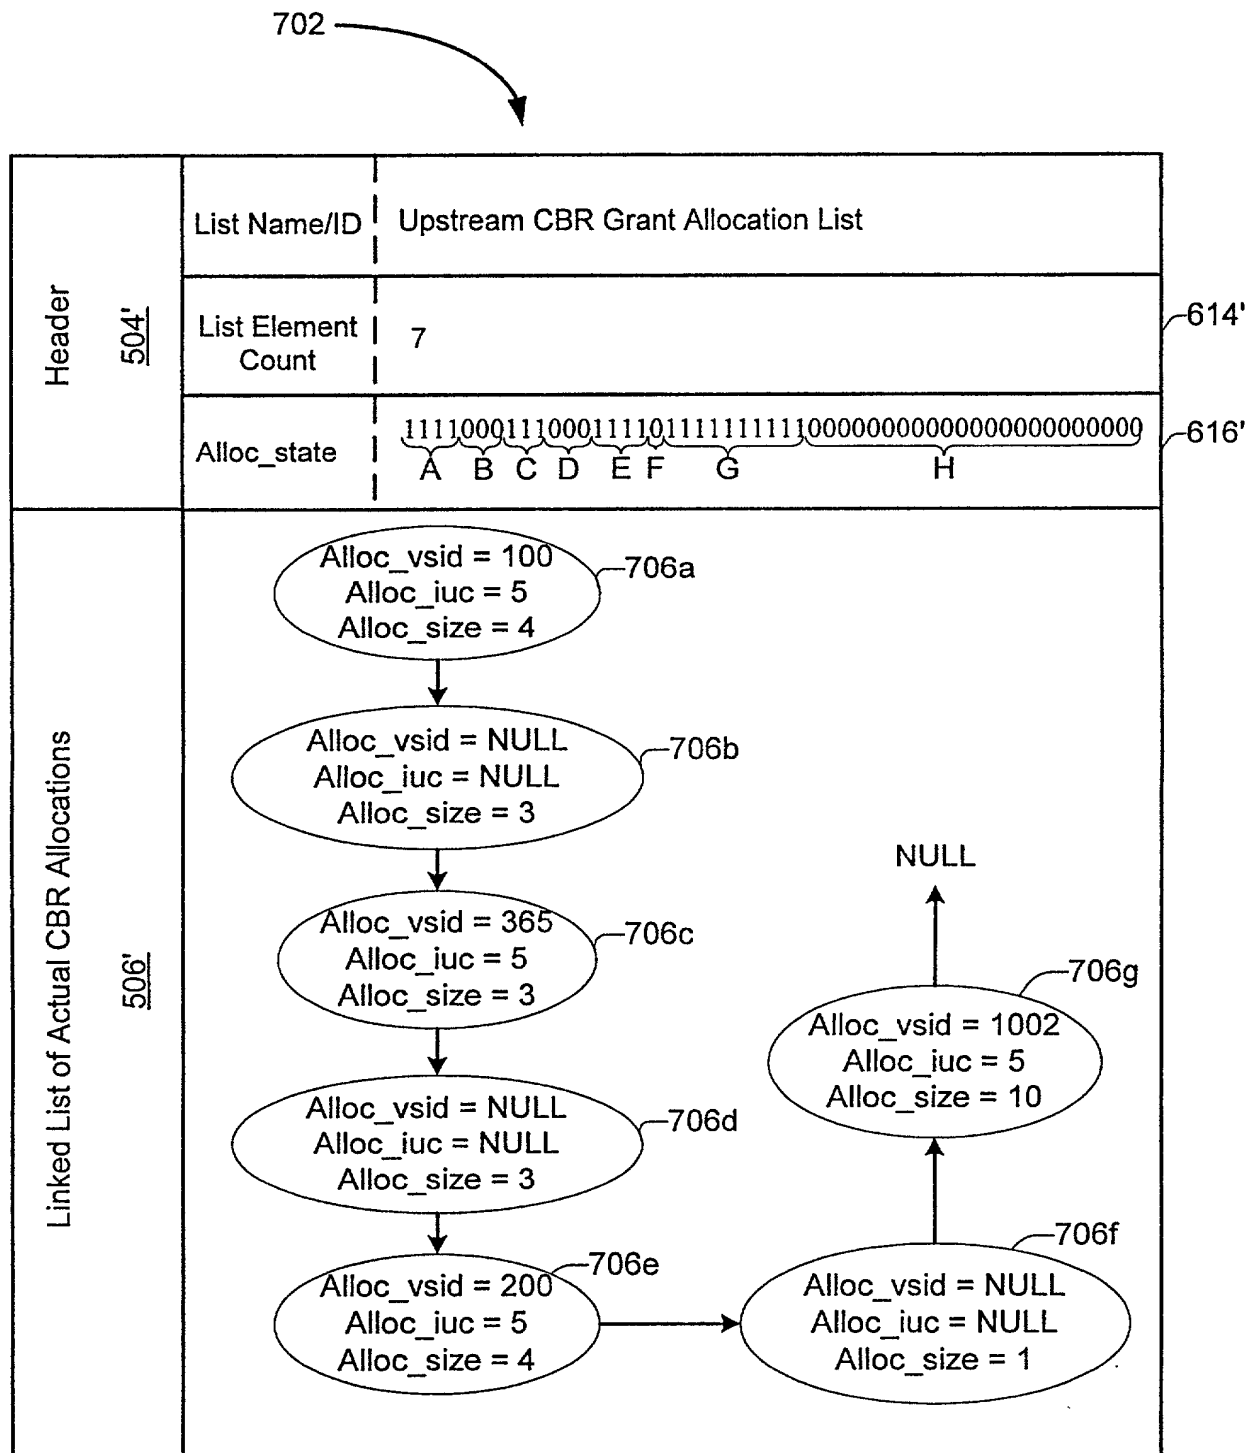 702
Header
504'
List Name/ID
Upstream CBR Grant Allocation List
List Element
Count
7
614'
Alloc_state
1111000111000111101111111111000000000000000000000000
A B C D E F G H
616'
Linked List of Actual CBR Allocations
506'
Alloc_vsid = 100
Alloc_iuc = 5
Alloc_size = 4
706a
Alloc_vsid = NULL
Alloc_iuc = NULL
Alloc_size = 3
706b
Alloc_vsid = 365
Alloc_iuc = 5
Alloc_size = 3
706c
Alloc_vsid = NULL
Alloc_iuc = NULL
Alloc_size = 3
706d
Alloc_vsid = 200
Alloc_iuc = 5
Alloc_size = 4
706e
Alloc_vsid = NULL
Alloc_iuc = NULL
Alloc_size = 1
706f
Alloc_vsid = 1002
Alloc_iuc = 5
Alloc_size = 10
706g
NULL